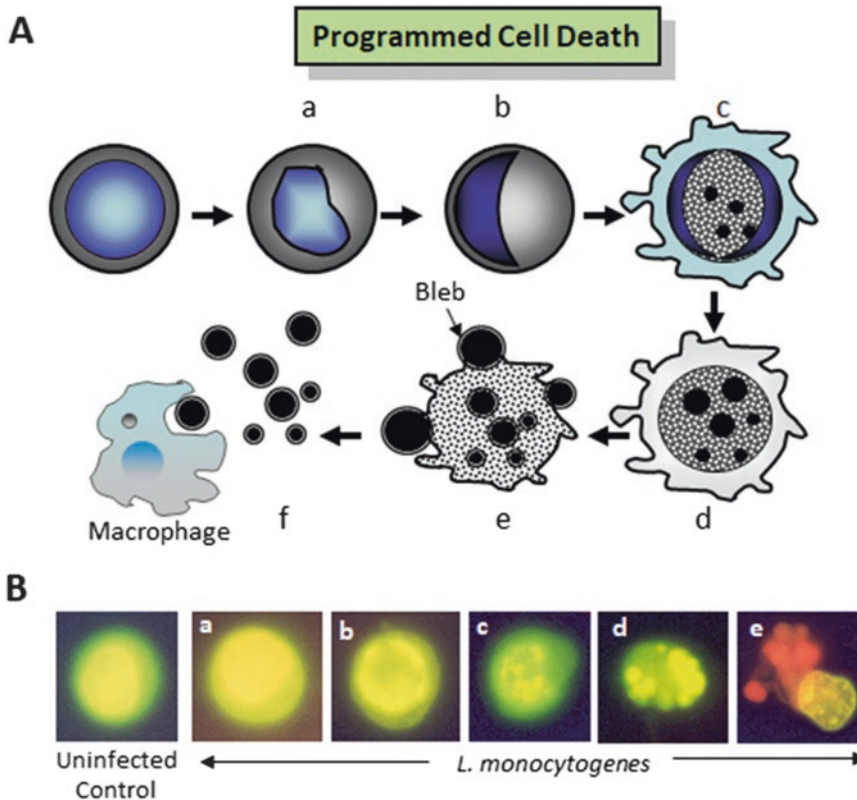 A
Programmed Cell Death
a
b
c
Bleb
Macrophage
f
e
d
B
a
b
c
d
e
Uninfected
Control
L. monocytogenes